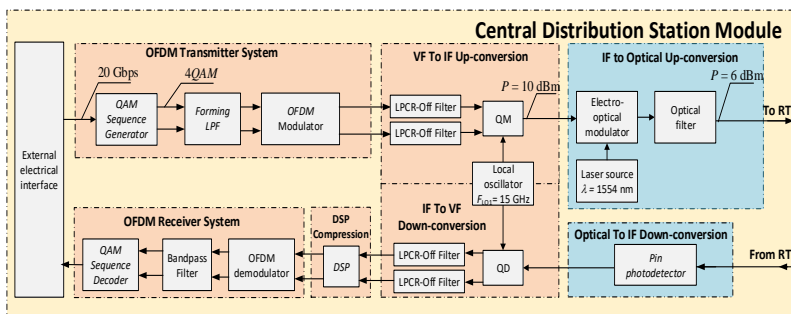 Central Distribution Station Module
OFDM Transmitter System
VF To IF Up-conversion
IF to Optical Up-conversion
20 Gbps
4QAM
P = 10 dBm
P = 6 dBm
External
electrical
interface
QAM
Sequence
Generator
Forming
LPF
OFDM
Modulator
LPCR-Off Filter
LPCR-Off Filter
QM
Electro-
optical
modulator
Optical
filter
To RT
Local
oscillator
FLO1= 15 GHz
Laser source
λ = 1554 nm
OFDM Receiver System
DSP
Compression
IF To VF
Down-conversion
Optical To IF Down-conversion
QAM
Sequence
Decoder
Bandpass
Filter
OFDM
demodulator
DSP
LPCR-Off Filter
LPCR-Off Filter
QD
Pin
photodetector
From RT